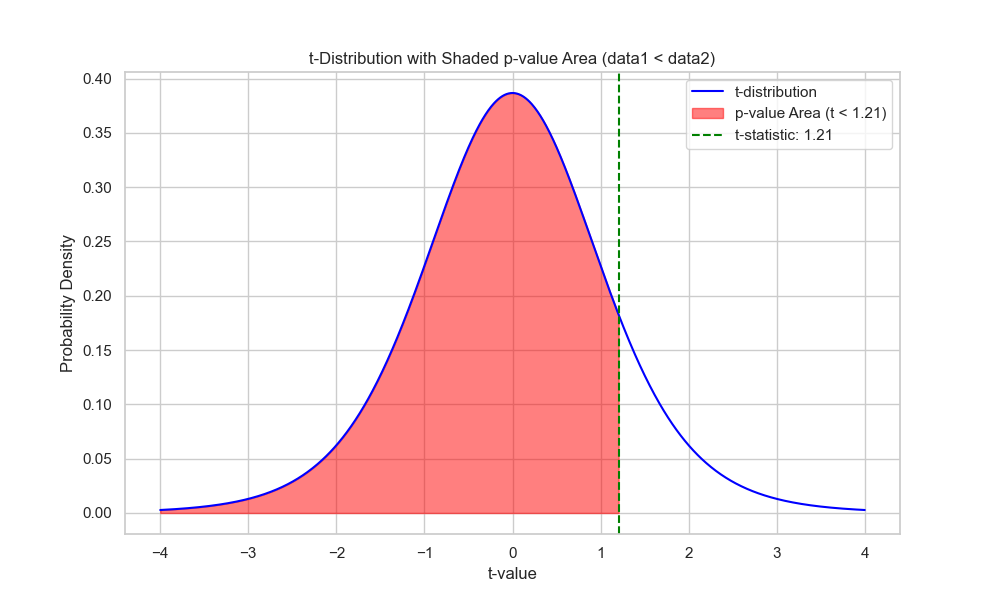 t-Distribution with Shaded p-value Area (data1 < data2)
t-distribution
p-value Area (t < 1.21)
t-statistic: 1.21
Probability Density
0.40
0.35
0.30
0.25
0.20
0.15
0.10
0.05
0.00
−4 −3 −2 −1 0 1 2 3 4
t-value